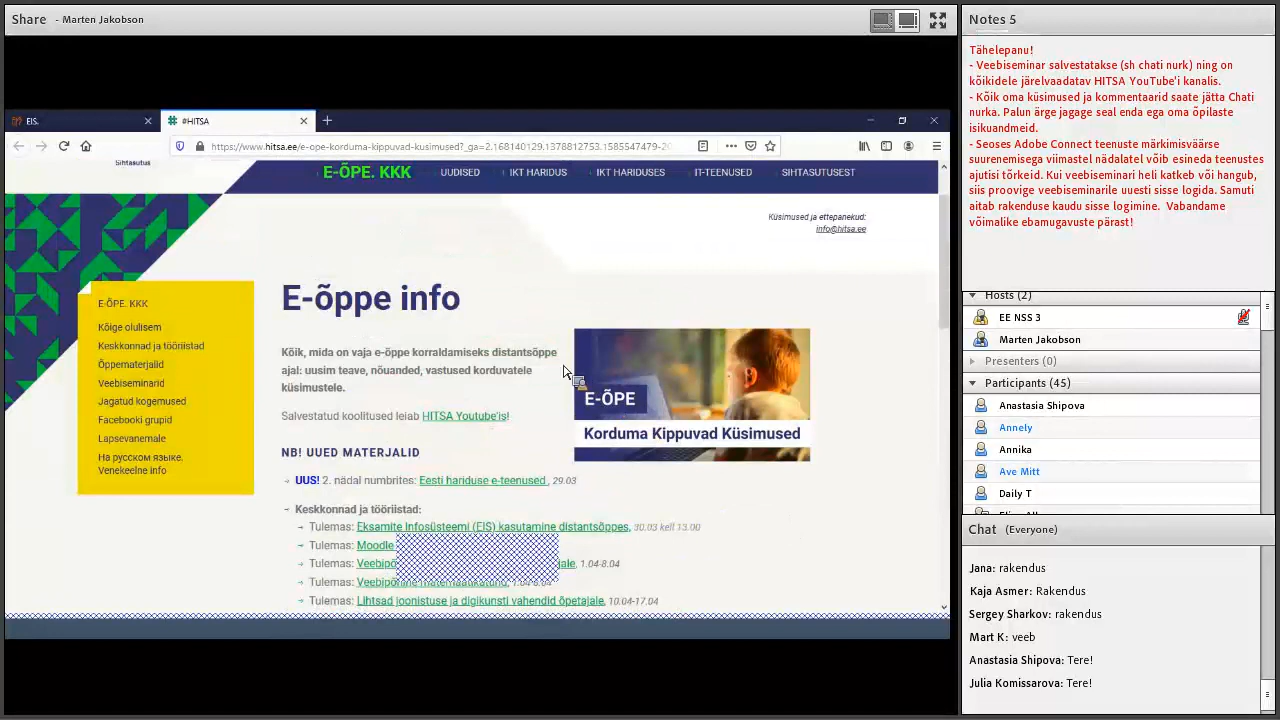 Share - Marten Jakobson
EIS.
#HITSA
https://www.hitsa.ee/e-ope-korduma-kippuvad-kusimused?_ga=2.168140129.1378812753.1585547479-20
Sihtasutus
E-ÕPE. KKK UUDISED IKT HARIDUS IKT HARIDUSES IT-TEENUSED SIHTASUTUSEST
Küsimused ja ettepanekud:
info@hitsa.ee
E-ÕPE. KKK
Kõige olulisem
Keskkonnad ja tööriistad
Õppematerjalid
Veebiseminarid
Jagatud kogemused
Facebooki grupid
Lapsevanemale
На русском языке.
Venekeelne info
E-õppe info
Kõik, mida on vaja e-õppe korraldamiseks distantsõppe
ajal: uusim teave, nõuanded, vastused korduvatele
küsimustele.
Salvestatud koolitused leiab HITSA Youtube'is!
E-ÕPE
Korduma Kippuvad Küsimused
NB! UUED MATERJALID
UUS! 2. nädal numbrites: Eesti hariduse e-teenused , 29.03
Keskkonnad ja tööriistad:
Tulemas: Eksamite Infosüsteemi (EIS) kasutamine distantsõppes, 30.03 kell 13.00
Tulemas: Moodle
Tulemas: 1.04-8.04
Tulemas:
Tulemas: Lihtsad joonistuse ja digikunsti vahendid õpetajale, 10.04-17.04
Notes 5
Tähelepanu!
- Veebiseminar salvestatakse (sh chati nurk) ning on
kõikidele järelvaadatav HITSA YouTube'i kanalis.
- Kõik oma küsimused ja kommentaarid saate jätta Chati
nurka. Palun ärge jagage seal enda ega oma õpilaste
isikuandmeid.
- Seoses Adobe Connect teenuste märkimisväärse
suurenemisega viimastel nädalatel võib esineda teenustes
ajutisi tõrkeid. Kui veebiseminari heli katkeb või hangub,
siis proovige veebiseminarile uuesti sisse logida. Samuti
aitab rakenduse kaudu sisse logimine. Vabandame
võimalike ebamugavuste pärast!
Hosts (2)
EE NSS 3
Marten Jakobson
Presenters (0)
Participants (45)
Anastasia Shipova
Annely
Annika
Ave Mitt
Daily T
Chat (Everyone)
Jana: rakendus
Kaja Asmer: Rakendus
Sergey Sharkov: rakendus
Mart K: veeb
Anastasia Shipova: Tere!
Julia Komissarova: Tere!